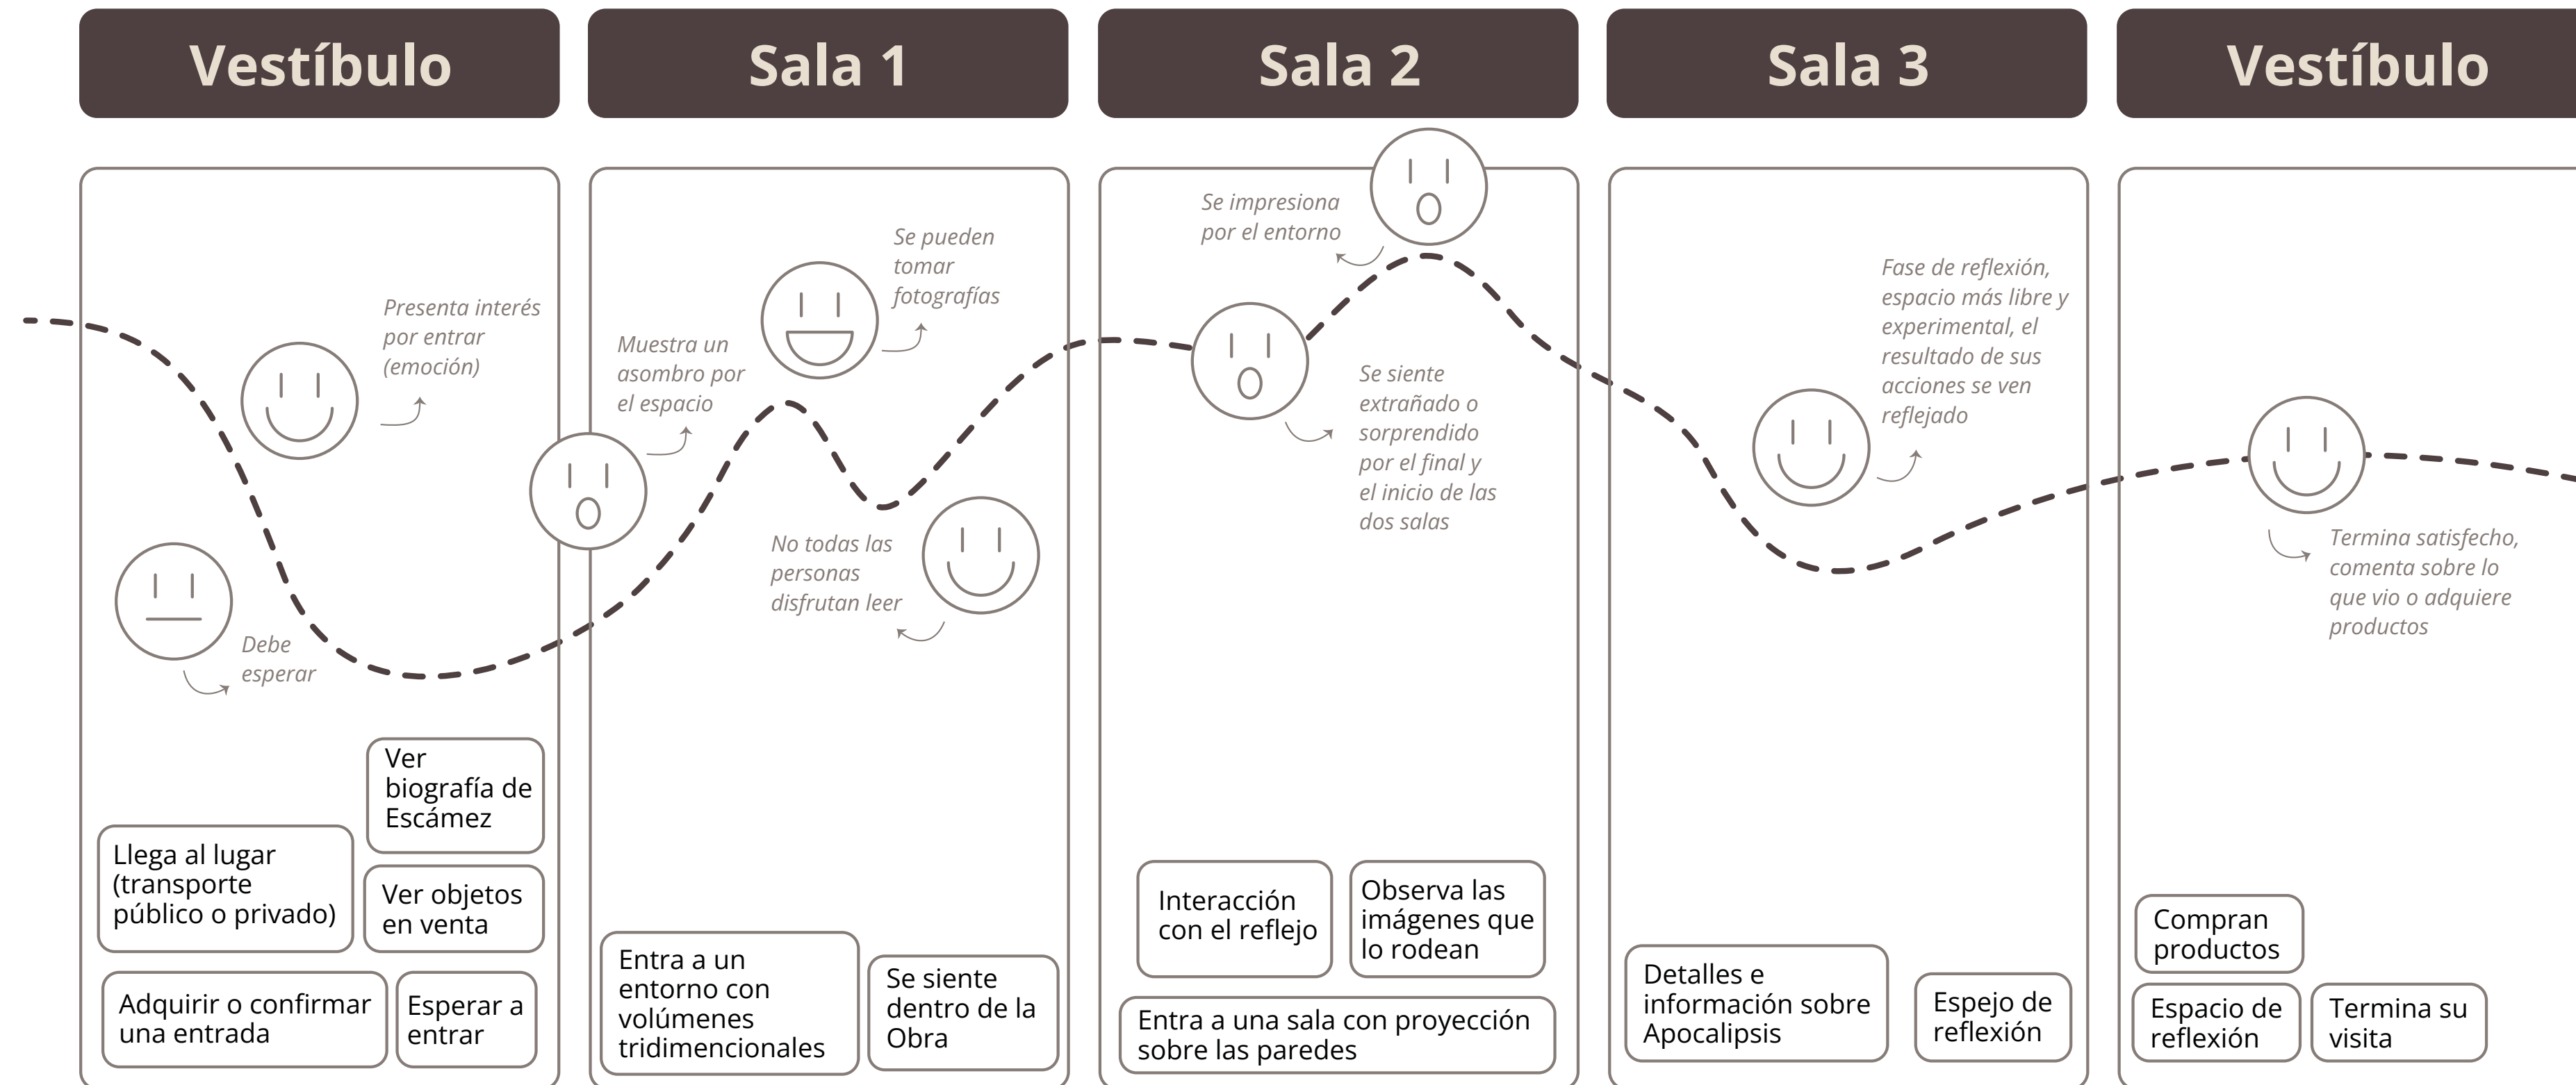 Vestíbulo
Presenta interés
por entrar
(emoción)
Debe
esperar
Ver
biografía de
Escámez
Llega al lugar
(transporte
público o privado)
Ver objetos
en venta
Adquirir o confirmar
una entrada
Esperar a
entrar
Sala 1
Se pueden
tomar
fotografías
Muestra un
asombro por
el espacio
No todas las
personas
disfrutan leer
Entra a un
entorno con
volúmenes
tridimencionales
Se siente
dentro de la
Obra
Sala 2
Se impresiona
por el entorno
Se siente
extrañado o
sorprendido
por el final y
el inicio de las
dos salas
Interacción
con el reflejo
Observa las
imágenes que
lo rodean
Entra a una sala con proyección
sobre las paredes
Sala 3
Fase de reflexión,
espacio más libre y
experimental, el
resultado de sus
acciones se ven
reflejado
Detalles e
información sobre
Apocalipsis
Espejo de
reflexión
Vestíbulo
Termina satisfecho,
comenta sobre lo
que vio o adquiere
productos
Compran
productos
Espacio de
reflexión
Termina su
visita